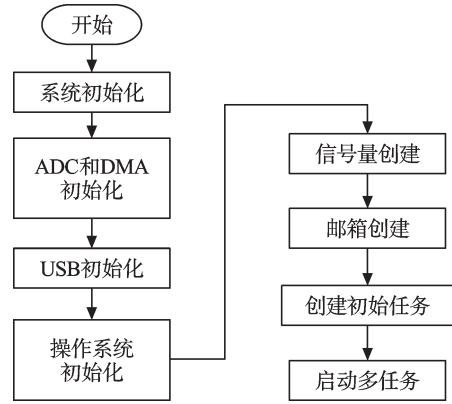 开始
系统初始化
ADC和DMA
初始化
USB初始化
操作系统
初始化
信号量创建
邮箱创建
创建初始任务
启动多任务